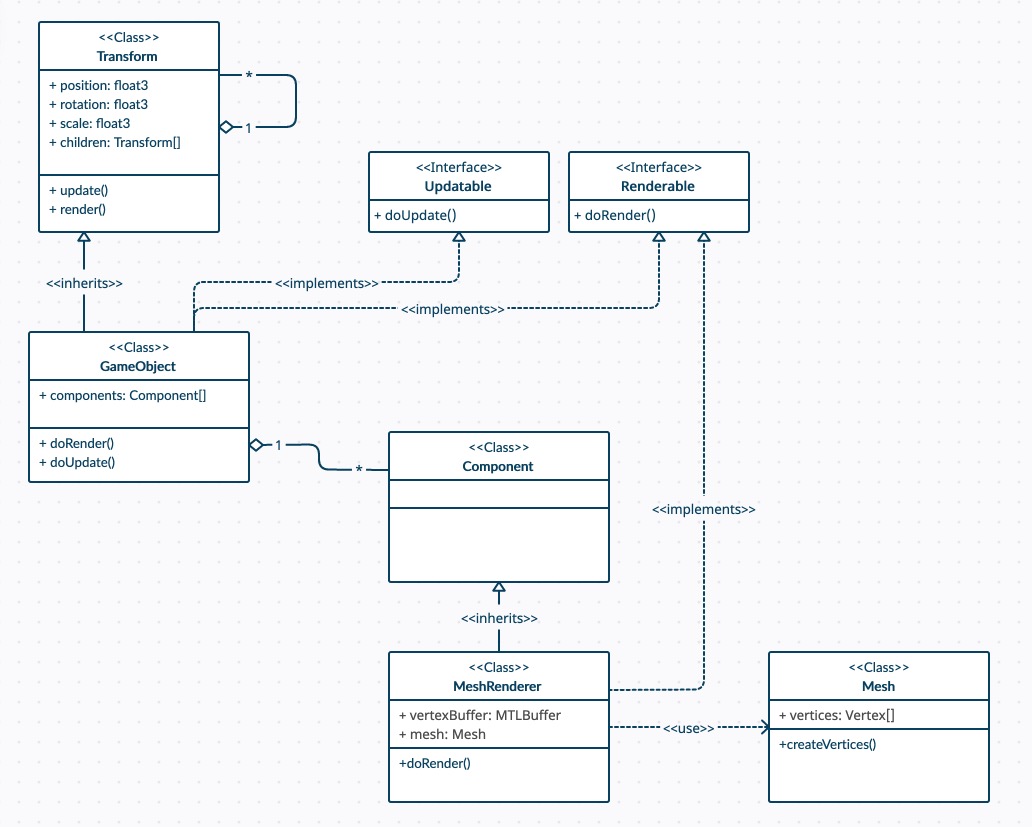 <<Class>>
Transform
+ position: float3
+ rotation: float3
+ scale: float3
+ children: Transform[]
+ update()
+ render()
*
1
<<Interface>>
Updatable
+ doUpdate()
<<Interface>>
Renderable
+ doRender()
<<inherits>>
<<implements>>
<<implements>>
<<Class>>
GameObject
+ components: Component[]
+ doRender()
+ doUpdate()
1
*
<<Class>>
Component
<<implements>>
<<inherits>>
<<Class>>
MeshRenderer
+ vertexBuffer: MTLBuffer
+ mesh: Mesh
+doRender()
<<use>>
<<Class>>
Mesh
+ vertices: Vertex[]
+createVertices()